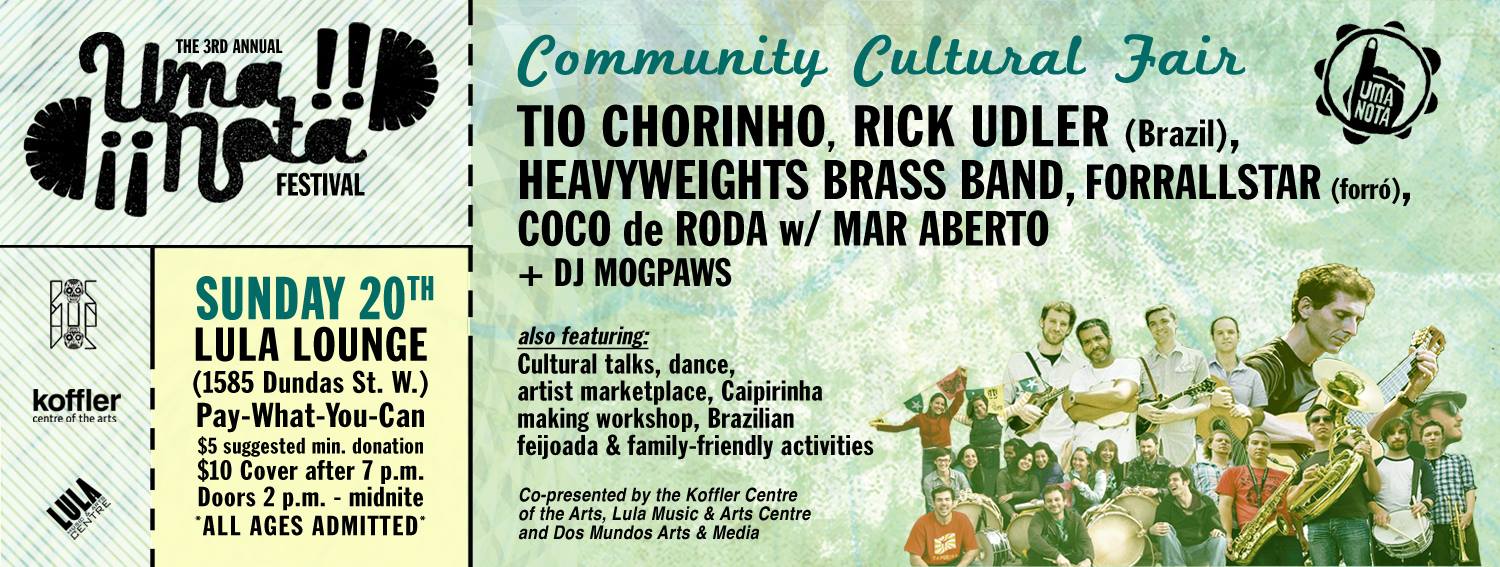 THE 3RD ANNUAL
Uma !!
¡¡ Nota
FESTIVAL
koffler
centre of the arts
LULA
MUSIC & ARTS
CENTRE
SUNDAY 20TH
LULA LOUNGE
(1585 Dundas St. W.)
Pay-What-You-Can
$5 suggested min. donation
$10 Cover after 7 p.m.
Doors 2 p.m. - midnite
*ALL AGES ADMITTED*
Community Cultural Fair
TIO CHORINHO, RICK UDLER (Brazil),
HEAVYWEIGHTS BRASS BAND, FORRALLSTAR (forró),
COCO de RODA w/ MAR ABERTO
+ DJ MOGPAWS
also featuring:
Cultural talks, dance,
artist marketplace, Caipirinha
making workshop, Brazilian
feijoada & family-friendly activities
Co-presented by the Koffler Centre
of the Arts, Lula Music & Arts Centre
and Dos Mundos Arts & Media
UMA
NOTA